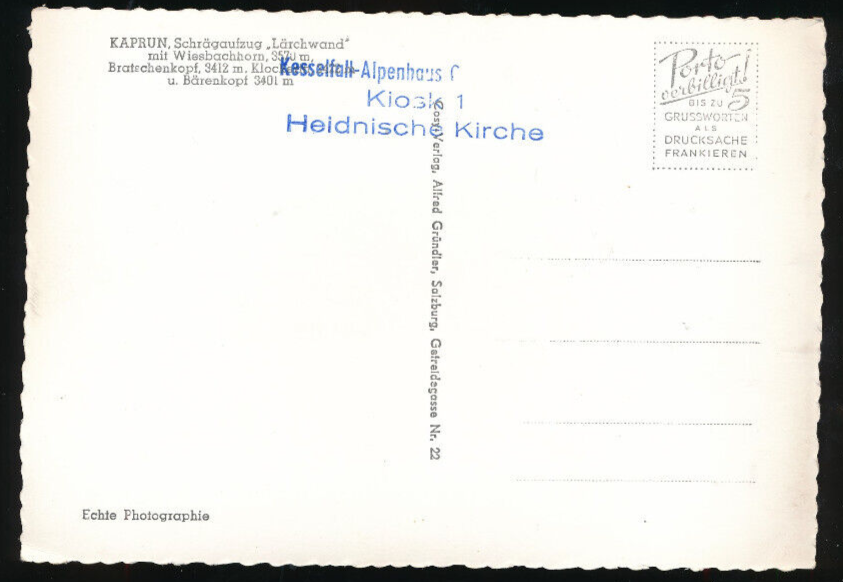 KAPRUN, Schrägaufzug „Lärchwand"
mit Wiesbachhorn, 3570 m,
Bratschenkopf, 3412 m,
u. Bärenkopf 3401 m
Kesselfall-Alpenhaus
Kiosk 1
Heidnische Kirche
Porto
verbilligt!
BIS ZU 5
GRUSSWORTEN
ALS
DRUCKSACHE
FRANKIEREN
Cosy-Verlag, Alfred Gründler, Salzburg, Getreidegasse Nr. 22
Echte Photographie